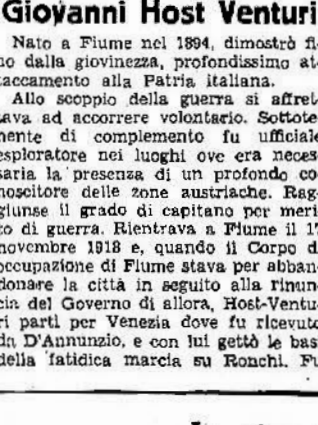 Giovanni Host Venturi
Nato a Fiume nel 1894, dimostrò fi-
no dalla giovinezza, profondissimo at-
taccamento alla Patria italiana.
Allo scoppio della guerra si affret-
tava ad accorrere volontario. Sottote-
nente di complemento fu ufficiale
esploratore nei luoghi ove era neces-
saria la presenza di un profondo co-
noscitore delle zone austriache. Rag-
giunse il grado di capitano per meri-
to di guerra. Rientrava a Fiume il 17
novembre 1918 e, quando il Corpo d
occupazione di Fiume stava per abban-
donare la città in seguito alla rinun-
cia del Governo di allora, Host-Ventu-
ri partì per Venezia dove fu ricevuto
da D'Annunzio, e con lui gettò le bas
della fatidica marcia su Ronchi. Fu